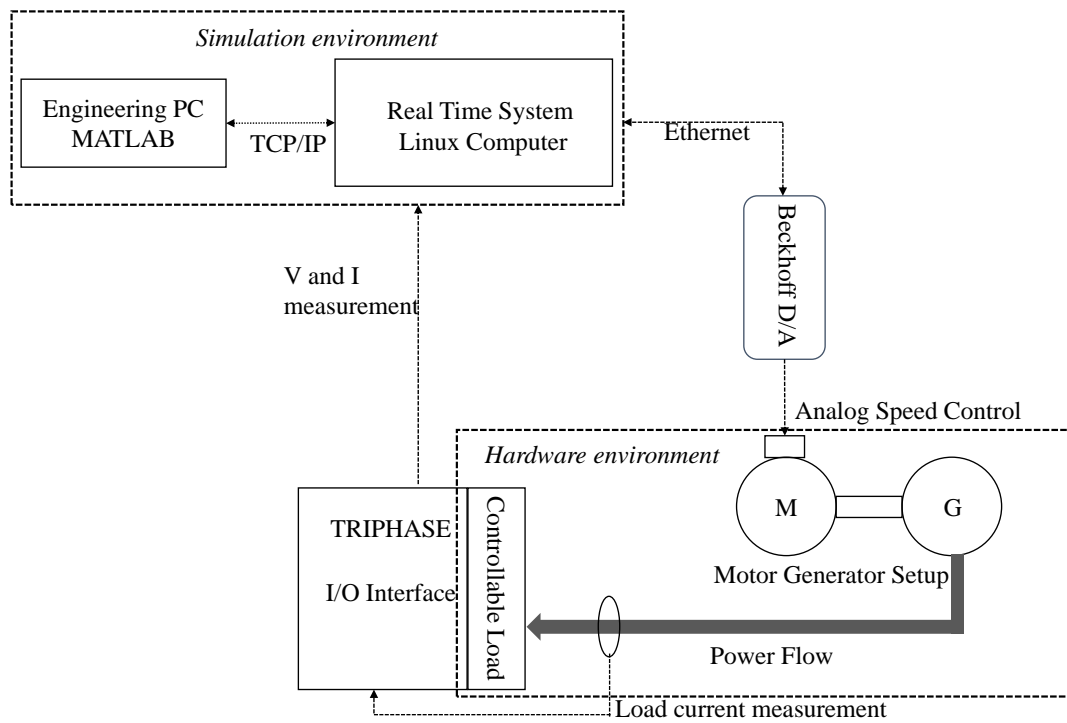 Simulation environment
Engineering PC
MATLAB
TCP/IP
Real Time System
Linux Computer
Ethernet
Beckhoff D/A
V and I
measurement
Analog Speed Control
Hardware environment
TRIPHASE
I/O Interface
Controllable Load
M
G
Motor Generator Setup
Power Flow
Load current measurement